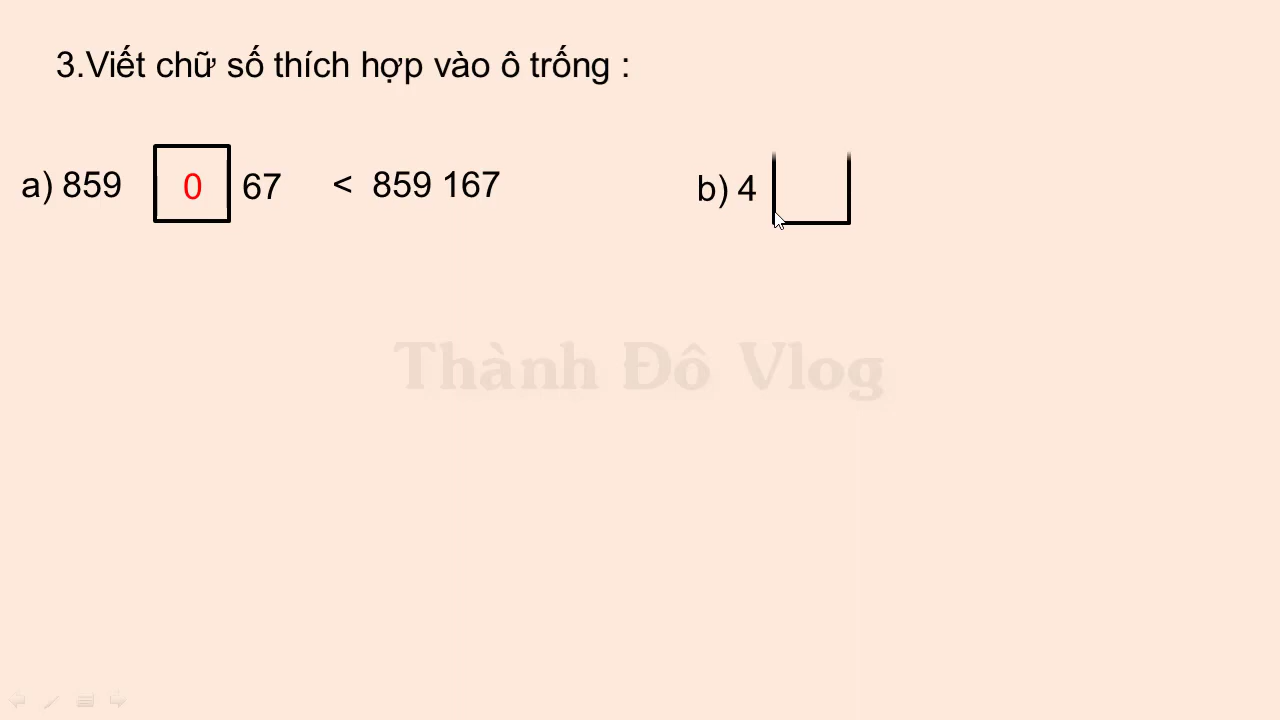 3.Viết chữ số thích hợp vào ô trống :
a) 859 0 67 < 859 167
b) 4
Thành Đô Vlog